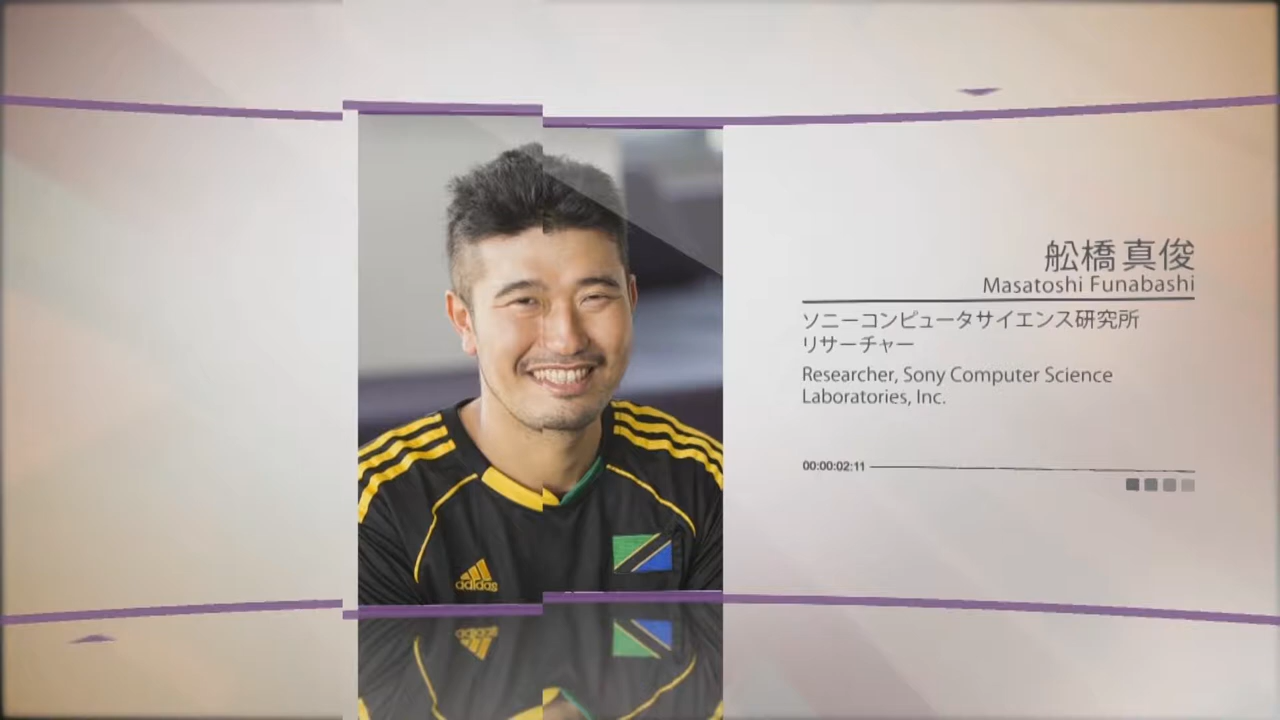 舩橋 真俊
Masatoshi Funabashi
ソニーコンピュータサイエンス研究所
リサーチャー
Researcher, Sony Computer Science
Laboratories, Inc.
00:00:02:11
adidas